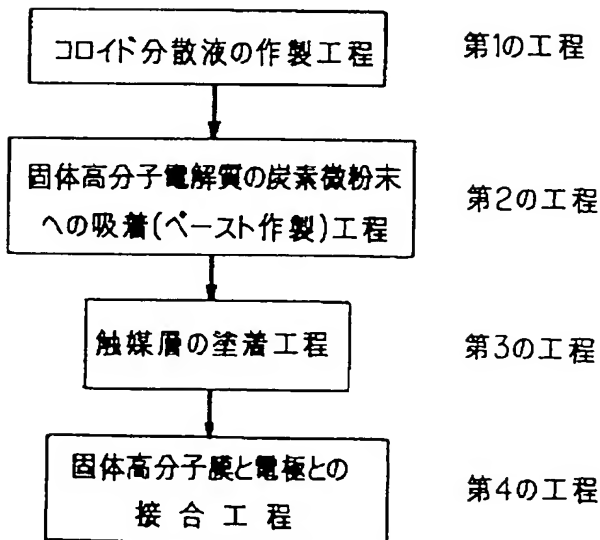 コロイド分散液の作製工程
第1の工程
固体高分子電解質の炭素微粉末
への吸着(ペースト作製)工程
第2の工程
触媒層の塗着工程
第3の工程
固体高分子膜と電極との
接合工程
第4の工程